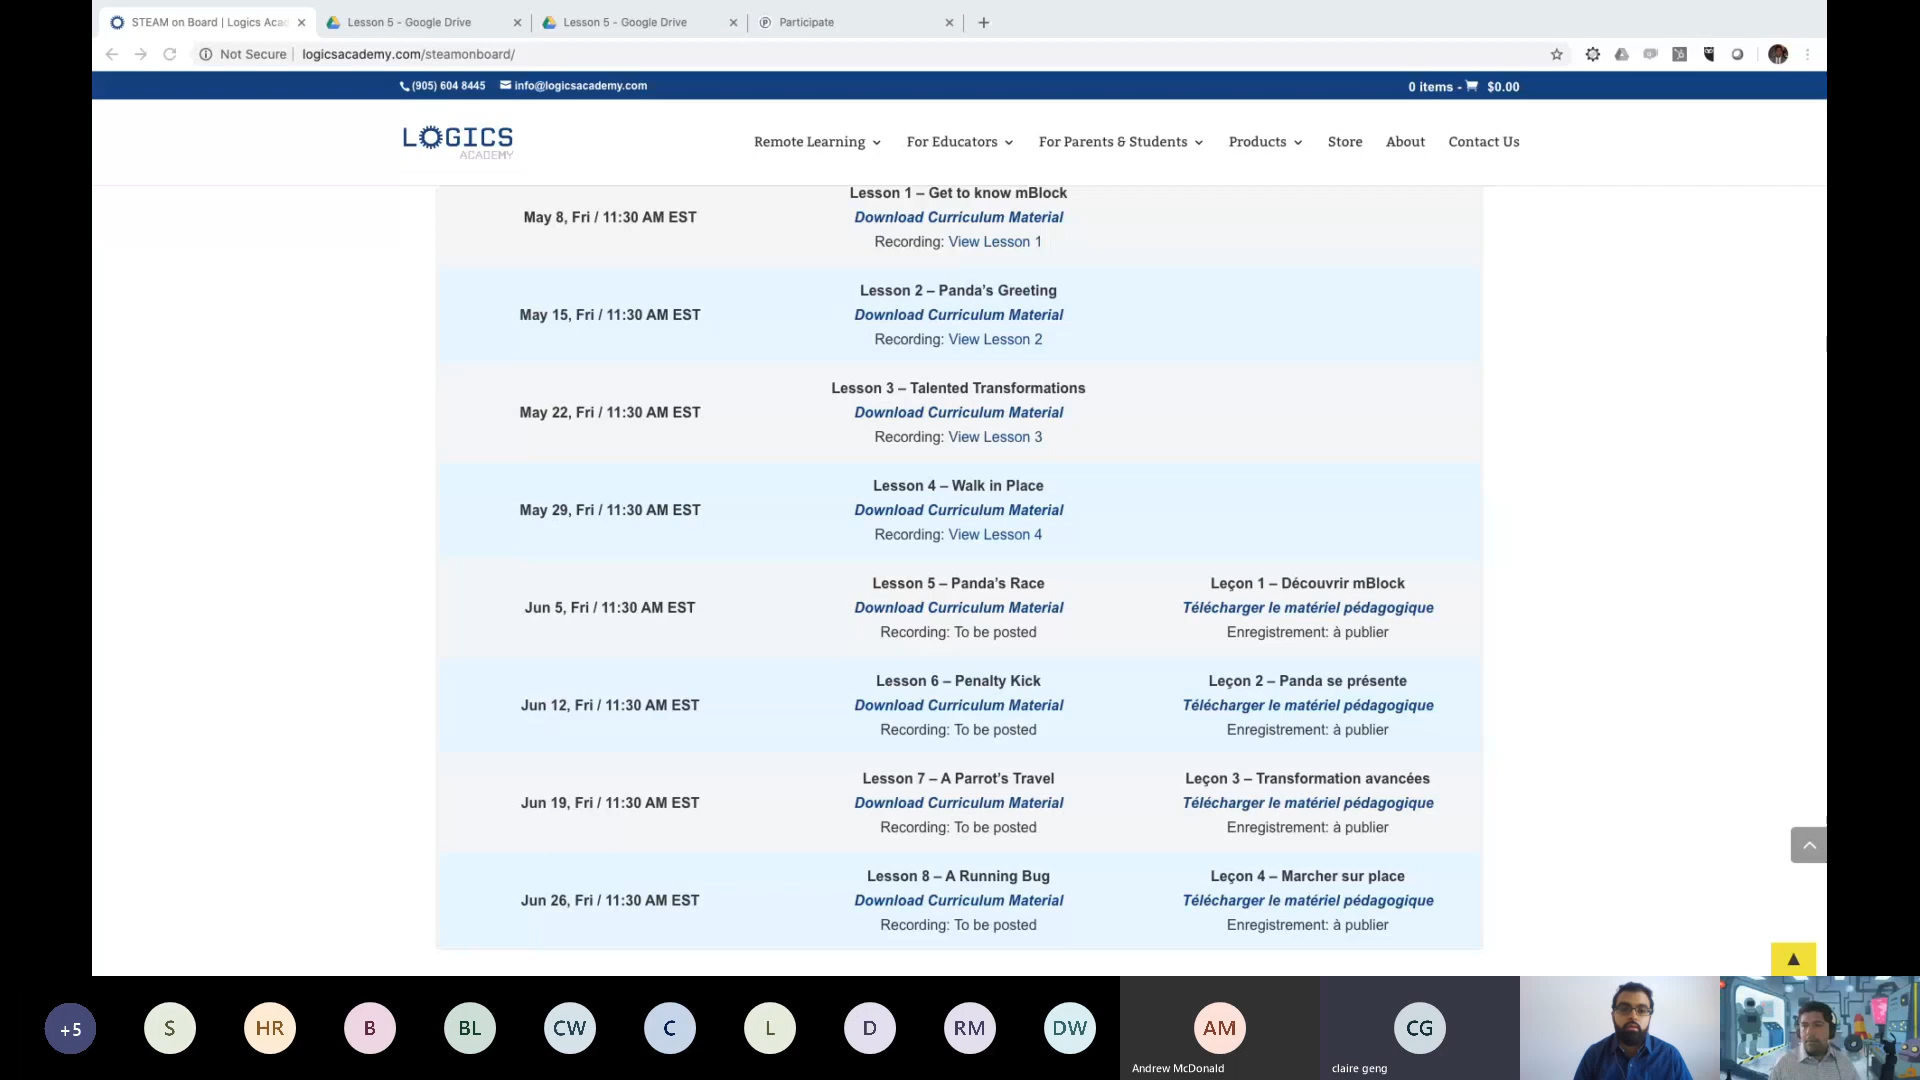 STEAM on Board | Logics Aca
Lesson 5 - Google Drive
Lesson 5 - Google Drive
Participate
Not Secure
logicsacademy.com/steamonboard/
(905) 604 8445
info@logicsacademy.com
0 items - $0.00
LOGICS
ACADEMY
Remote Learning
For Educators
For Parents & Students
Products
Store
About
Contact Us
Lesson 1 – Get to know mBlock
May 8, Fri / 11:30 AM EST
Download Curriculum Material
Recording: View Lesson 1
Lesson 2 – Panda’s Greeting
May 15, Fri / 11:30 AM EST
Download Curriculum Material
Recording: View Lesson 2
Lesson 3 – Talented Transformations
May 22, Fri / 11:30 AM EST
Download Curriculum Material
Recording: View Lesson 3
Lesson 4 – Walk in Place
May 29, Fri / 11:30 AM EST
Download Curriculum Material
Recording: View Lesson 4
Lesson 5 – Panda’s Race
Leçon 1 – Découvrir mBlock
Jun 5, Fri / 11:30 AM EST
Download Curriculum Material
Télécharger le matériel pédagogique
Recording: To be posted
Enregistrement: à publier
Lesson 6 – Penalty Kick
Leçon 2 – Panda se présente
Jun 12, Fri / 11:30 AM EST
Download Curriculum Material
Télécharger le matériel pédagogique
Recording: To be posted
Enregistrement: à publier
Lesson 7 – A Parrot’s Travel
Leçon 3 – Transformation avancées
Jun 19, Fri / 11:30 AM EST
Download Curriculum Material
Télécharger le matériel pédagogique
Recording: To be posted
Enregistrement: à publier
Lesson 8 – A Running Bug
Leçon 4 – Marcher sur place
Jun 26, Fri / 11:30 AM EST
Download Curriculum Material
Télécharger le matériel pédagogique
Recording: To be posted
Enregistrement: à publier
+5
S
HR
B
BL
CW
C
L
D
RM
DW
AM
CG
Andrew McDonald
claire geng